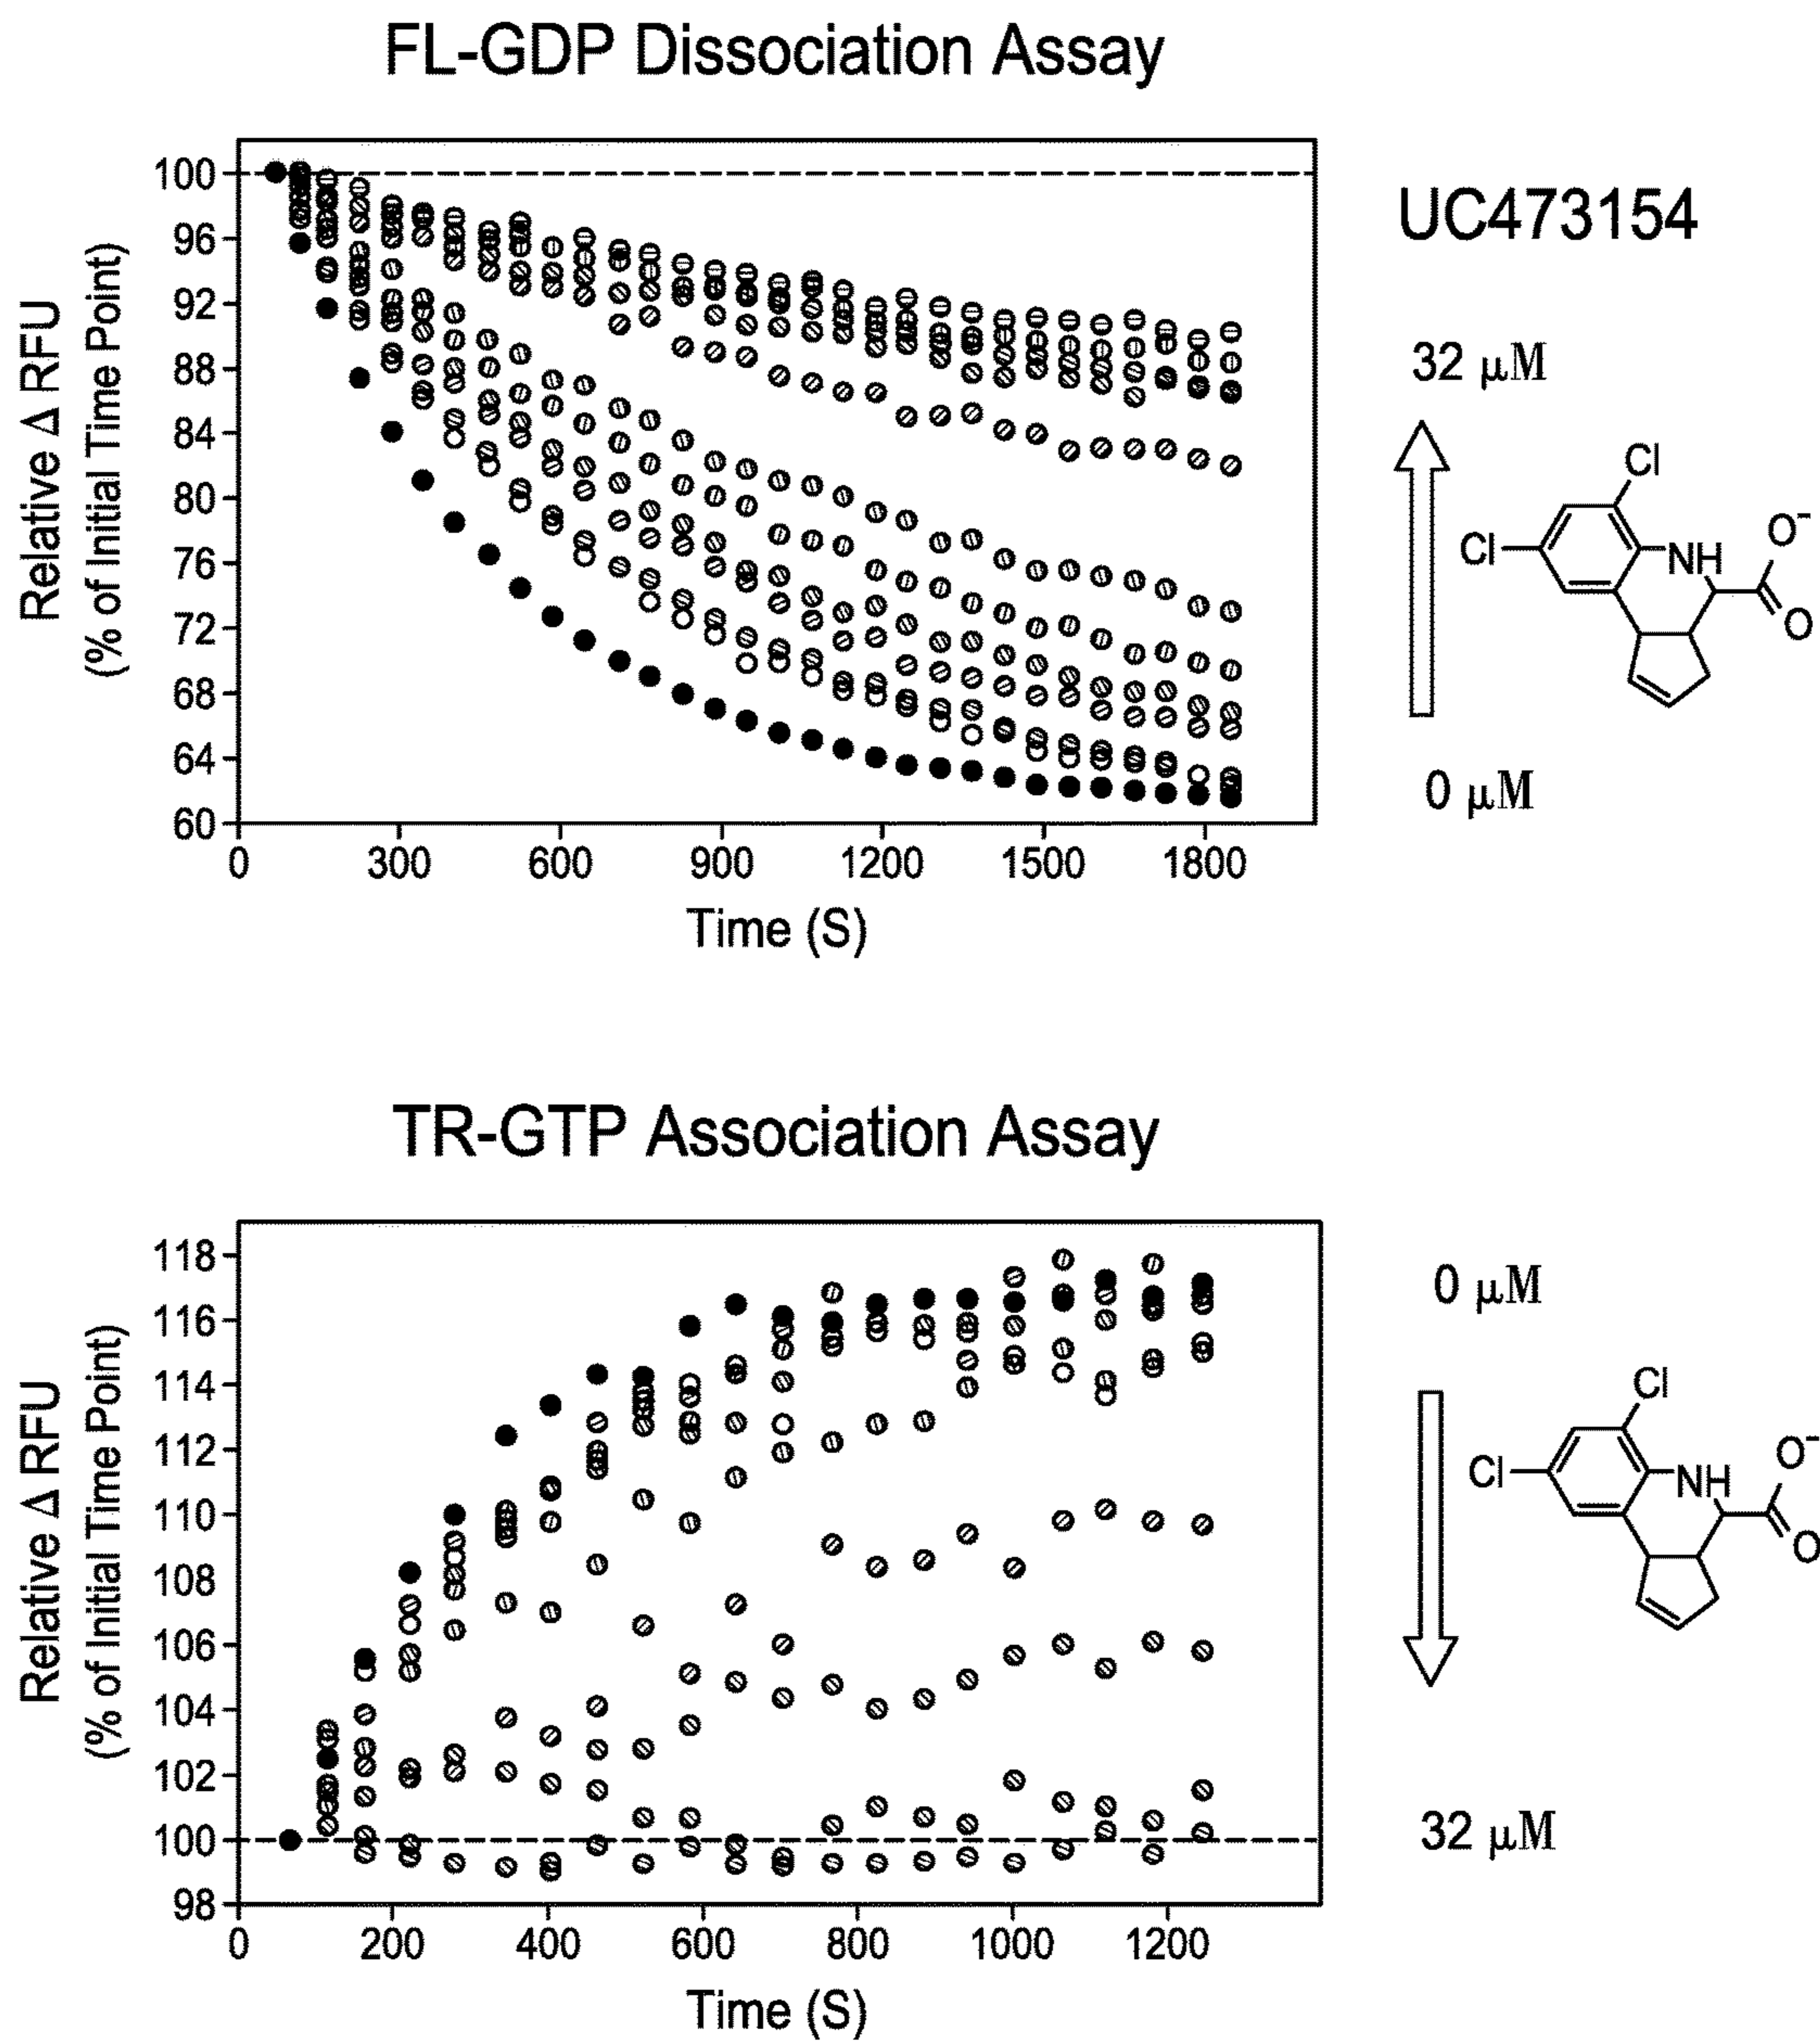 FL-GDP Dissociation Assay
Relative Δ RFU
(% of Initial Time Point)
100
96
92
88
84
80
76
72
68
64
60
0 300 600 900 1200 1500 1800
Time (S)
UC473154
32 μM
0 μM
Cl
Cl
NH
O-
O
TR-GTP Association Assay
Relative Δ RFU
(% of Initial Time Point)
118
116
114
112
110
108
106
104
102
100
98
0 200 400 600 800 1000 1200
Time (S)
0 μM
32 μM
Cl
Cl
NH
O-
O